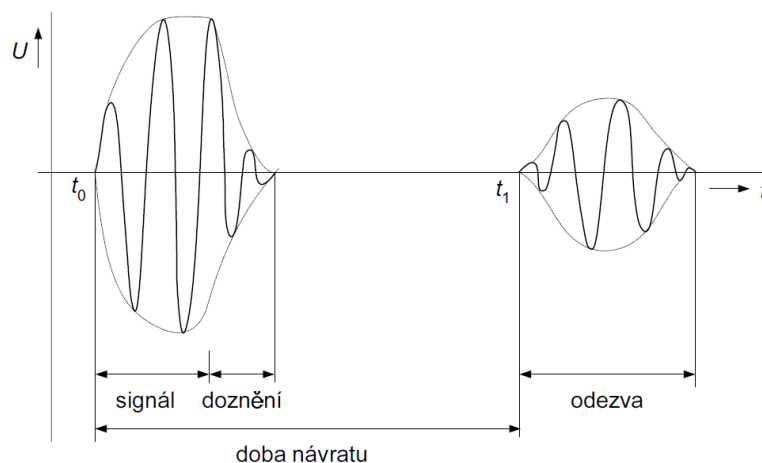 U
t0
t1
t
signál
doznění
odezva
doba návratu